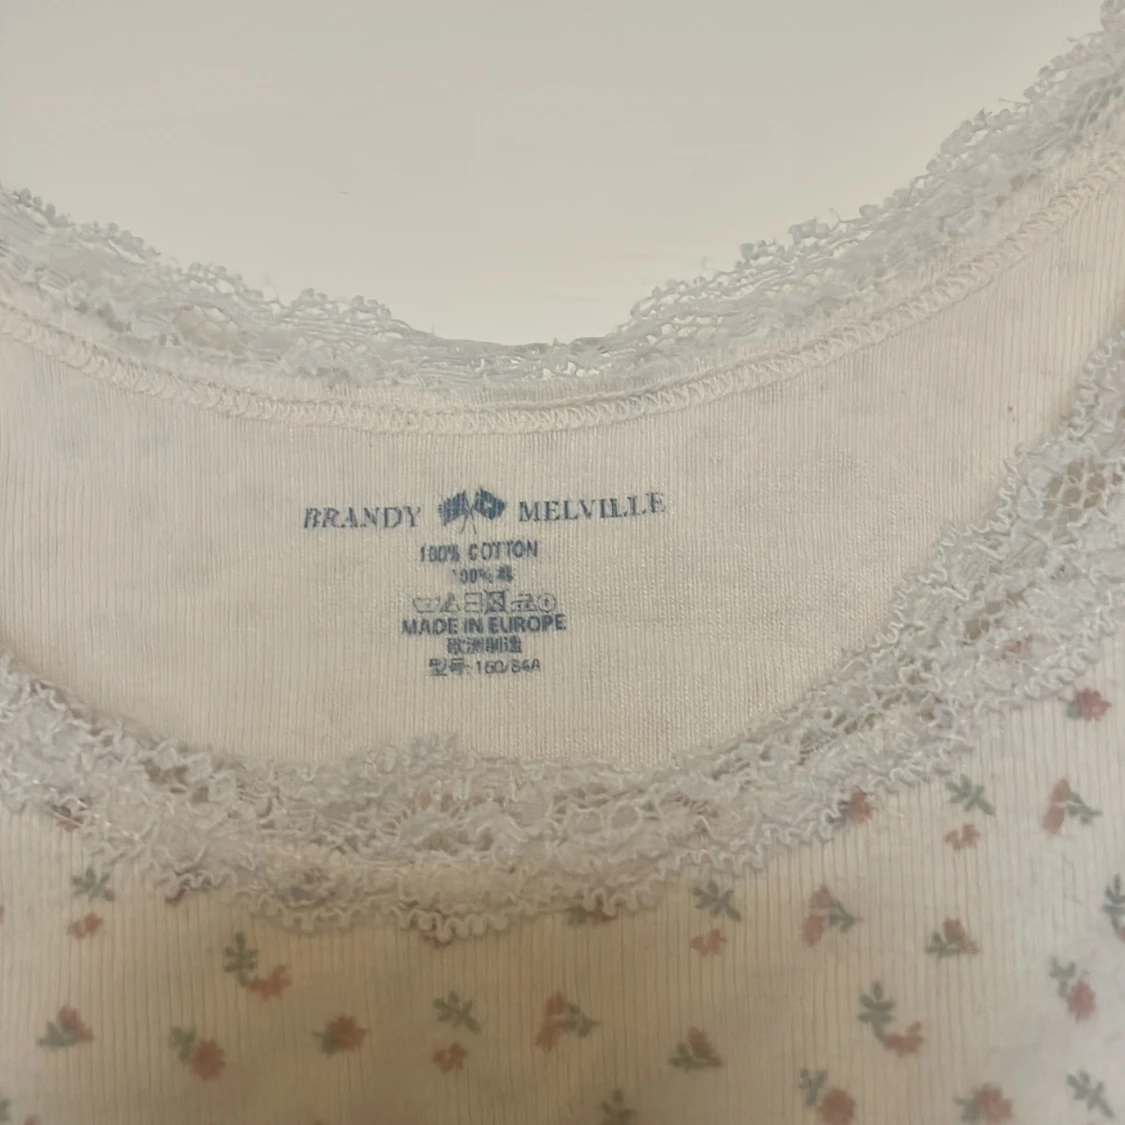 BRANDY MELVILLE
100% COTTON
100% 棉
MADE IN EUROPE
欧洲制造
型号: 160/84A